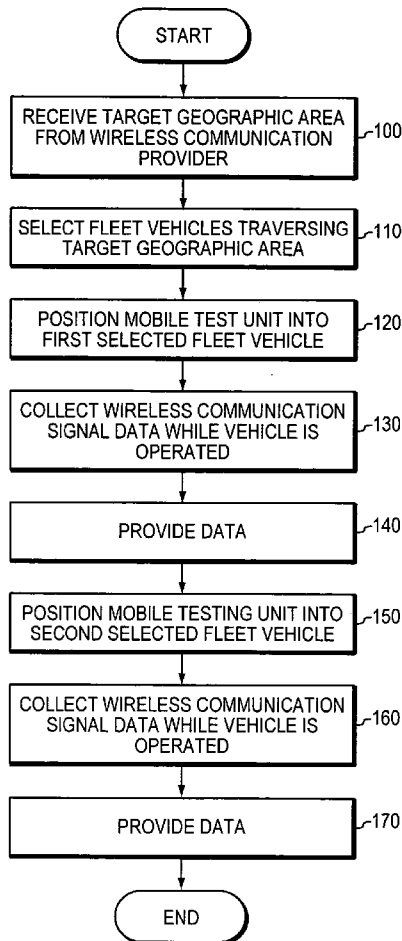 START
RECEIVE TARGET GEOGRAPHIC AREA
FROM WIRELESS COMMUNICATION
PROVIDER
100
SELECT FLEET VEHICLES TRAVERSING
TARGET GEOGRAPHIC AREA
110
POSITION MOBILE TEST UNIT INTO
FIRST SELECTED FLEET VEHICLE
120
COLLECT WIRELESS COMMUNICATION
SIGNAL DATA WHILE VEHICLE IS
OPERATED
130
PROVIDE DATA
140
POSITION MOBILE TESTING UNIT INTO
SECOND SELECTED FLEET VEHICLE
150
COLLECT WIRELESS COMMUNICATION
SIGNAL DATA WHILE VEHICLE IS
OPERATED
160
PROVIDE DATA
170
END